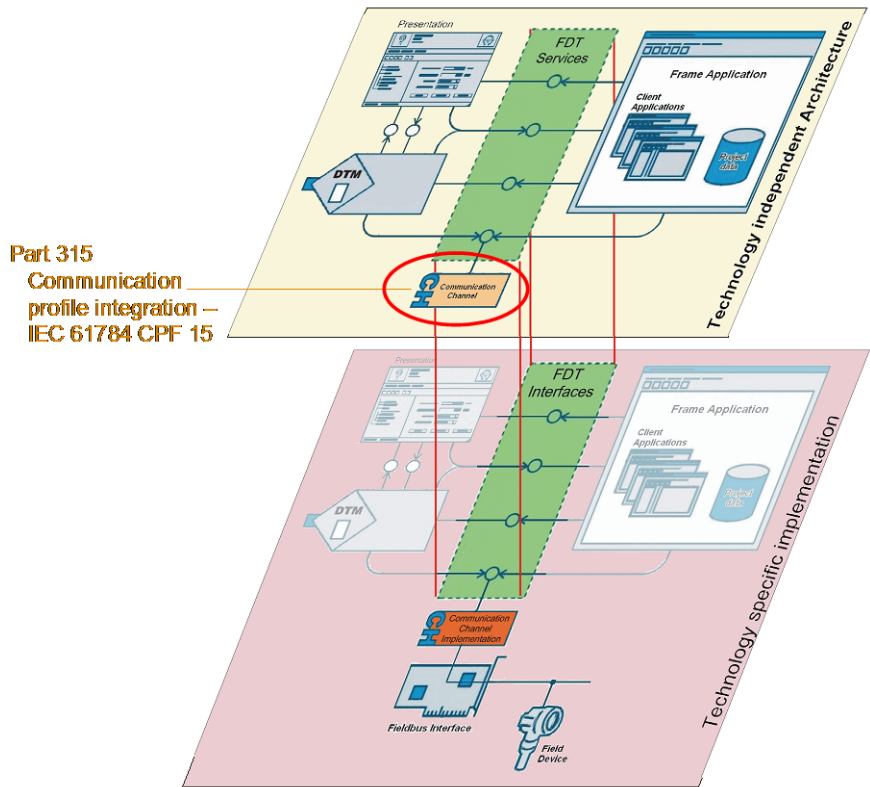 Presentation
FDT
Services
Frame Application
Client
Applications
Project
data
DTM
CH
Communication
Channel
Technology independent Architecture
Part 315
Communication
profile integration –
IEC 61784 CPF 15
Presentation
FDT
Interfaces
Frame Application
Client
Applications
Project
data
DTM
CH
Communication
Channel
Implementation
Fieldbus Interface
Field
Device
Technology specific implementation